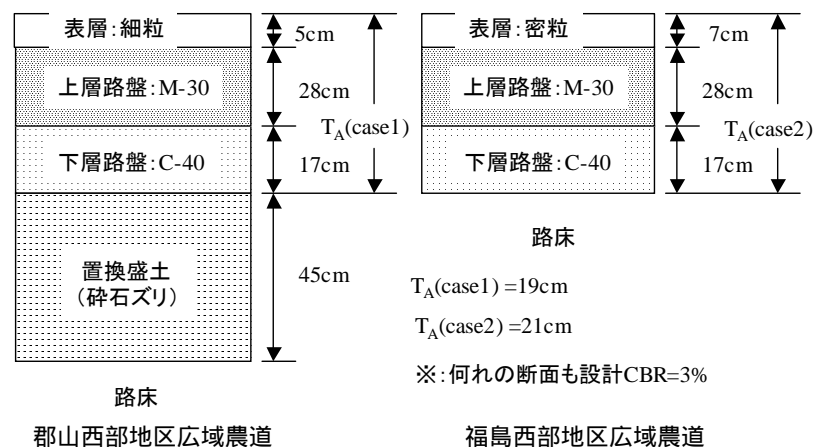 表層:細粒
5cm
上層路盤:M-30
28cm
T_A(case1)
下層路盤:C-40
17cm
置換盛土
(砕石ズリ)
45cm
路床
郡山西部地区広域農道
表層:密粒
7cm
上層路盤:M-30
28cm
T_A(case2)
下層路盤:C-40
17cm
路床
T_A(case1) =19cm
T_A(case2) =21cm
※:何れの断面も設計CBR=3%
福島西部地区広域農道